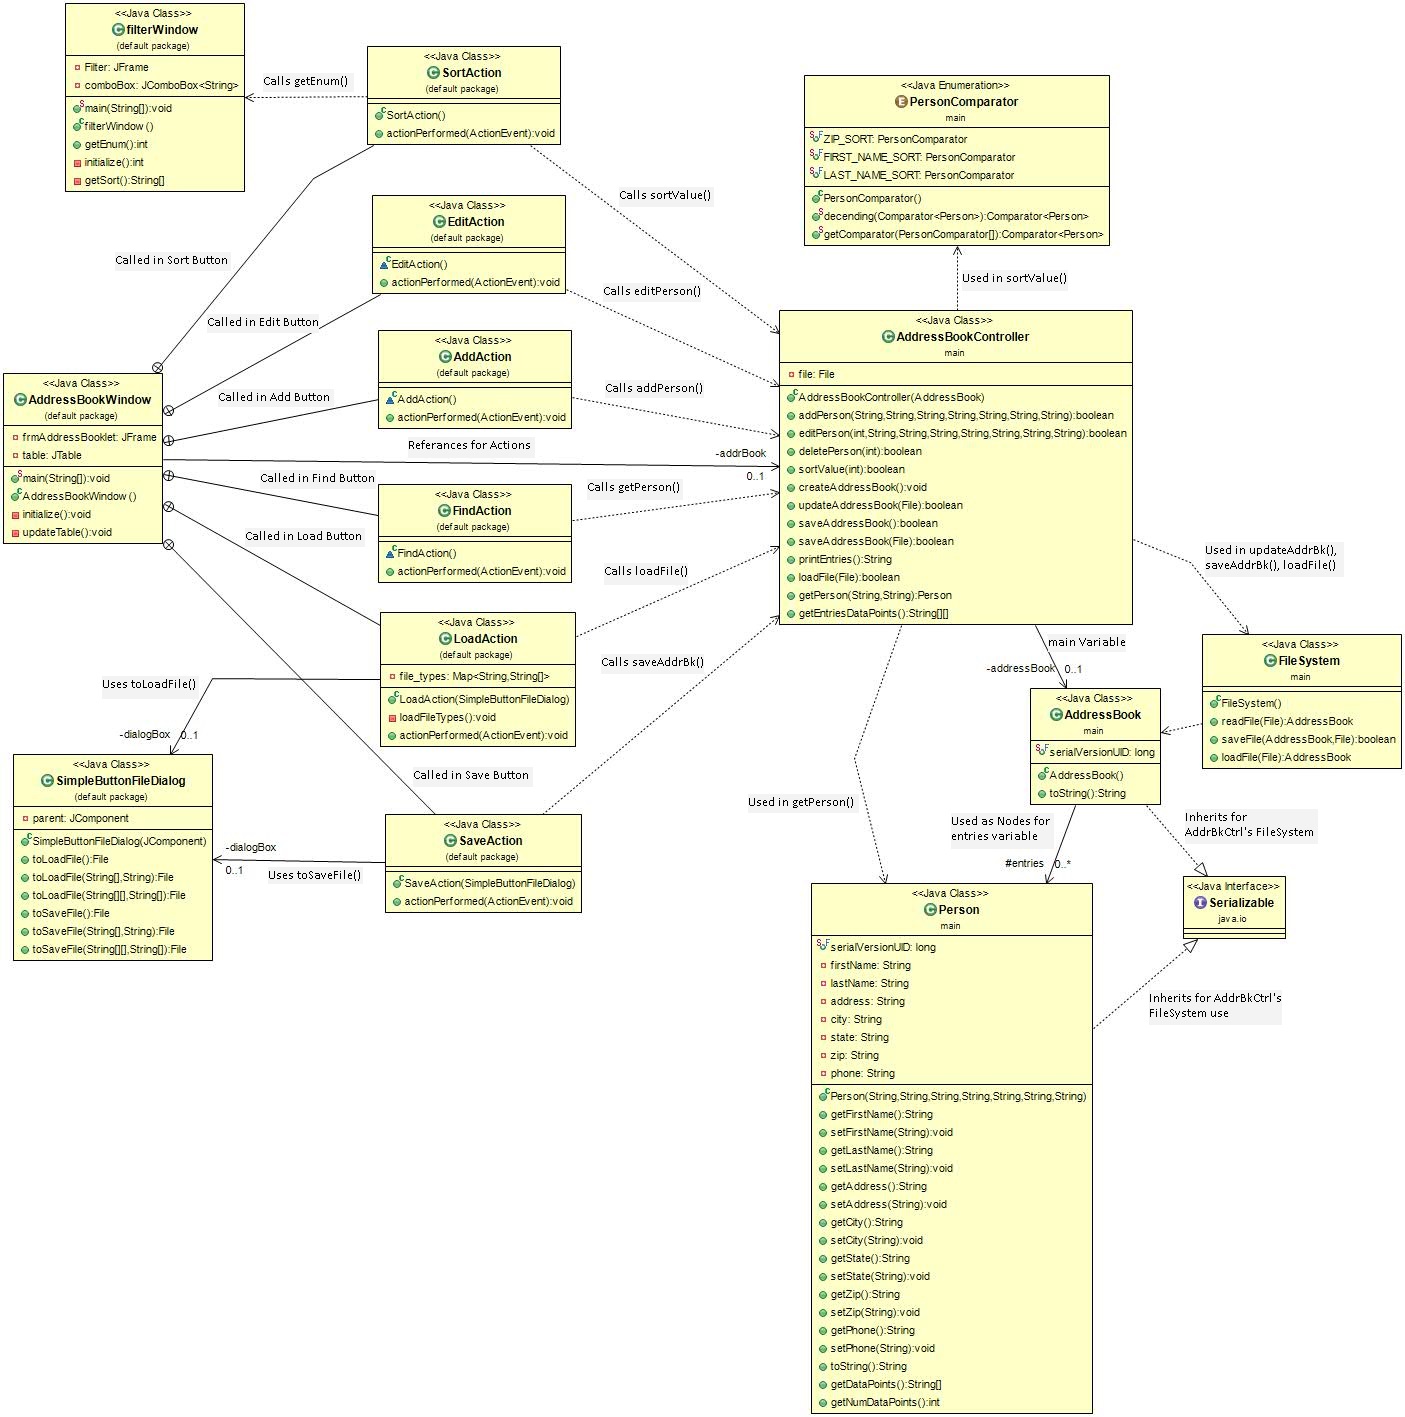 <<Java Class>>
filterWindow
(default package)
Filter: JFrame
comboBox: JComboBox<String>
main(String[]):void
filterWindow ()
getEnum():int
initialize():int
getSort():String[]
Calls getEnum()
<<Java Class>>
SortAction
(default package)
SortAction()
actionPerformed(ActionEvent):void
Calls sortValue()
Called in Sort Button
<<Java Enumeration>>
PersonComparator
main
ZIP_SORT: PersonComparator
FIRST_NAME_SORT: PersonComparator
LAST_NAME_SORT: PersonComparator
PersonComparator()
decending(Comparator<Person>):Comparator<Person>
getComparator(PersonComparator[]):Comparator<Person>
Used in sortValue()
<<Java Class>>
EditAction
(default package)
EditAction()
actionPerformed(ActionEvent):void
Calls editPerson()
Called in Edit Button
<<Java Class>>
AddAction
(default package)
AddAction()
actionPerformed(ActionEvent):void
Calls addPerson()
Called in Add Button
<<Java Class>>
AddressBookWindow
(default package)
frmAddressBooklet: JFrame
table: JTable
main(String[]):void
AddressBookWindow ()
initialize():void
updateTable():void
Referances for Actions
-addrBook
0..1
<<Java Class>>
AddressBookController
main
file: File
AddressBookController(AddressBook)
addPerson(String,String,String,String,String,String,String):boolean
editPerson(int,String,String,String,String,String,String,String):boolean
deletePerson(int):boolean
sortValue(int):boolean
createAddressBook():void
updateAddressBook(File):boolean
saveAddressBook():boolean
saveAddressBook(File):boolean
printEntries():String
loadFile(File):boolean
getPerson(String,String):Person
getEntriesDataPoints():String[][]
Called in Find Button
<<Java Class>>
FindAction
(default package)
FindAction()
actionPerformed(ActionEvent):void
Calls getPerson()
Called in Load Button
Calls loadFile()
<<Java Class>>
LoadAction
(default package)
file_types: Map<String,String[]>
LoadAction(SimpleButtonFileDialog)
loadFileTypes():void
actionPerformed(ActionEvent):void
Calls saveAddrBk()
Used in updateAddrBk(),
saveAddrBk(), loadFile()
main Variable
-addressBook
0..1
<<Java Class>>
FileSystem
main
FileSystem()
readFile(File):AddressBook
saveFile(AddressBook,File):boolean
loadFile(File):AddressBook
<<Java Class>>
AddressBook
main
serialVersionUID: long
AddressBook()
toString():String
Uses toLoadFile()
-dialogBox
0..1
<<Java Class>>
SimpleButtonFileDialog
(default package)
parent: JComponent
SimpleButtonFileDialog(JComponent)
toLoadFile():File
toLoadFile(String[],String):File
toLoadFile(String[][],String[]):File
toSaveFile():File
toSaveFile(String[],String):File
toSaveFile(String[][],String[]):File
Called in Save Button
-dialogBox
0..1
Uses toSaveFile()
<<Java Class>>
SaveAction
(default package)
SaveAction(SimpleButtonFileDialog)
actionPerformed(ActionEvent):void
Used in getPerson()
Used as Nodes for
entries variable
#entries
0..*
Inherits for
AddrBkCtrl's FileSystem
<<Java Interface>>
Serializable
java.io
Inherits for AddrBkCtrl's
FileSystem use
<<Java Class>>
Person
main
serialVersionUID: long
firstName: String
lastName: String
address: String
city: String
state: String
zip: String
phone: String
Person(String,String,String,String,String,String,String)
getFirstName():String
setFirstName(String):void
getLastName():String
setLastName(String):void
getAddress():String
setAddress(String):void
getCity():String
setCity(String):void
getState():String
setState(String):void
getZip():String
setZip(String):void
getPhone():String
setPhone(String):void
toString():String
getDataPoints():String[]
getNumDataPoints():int